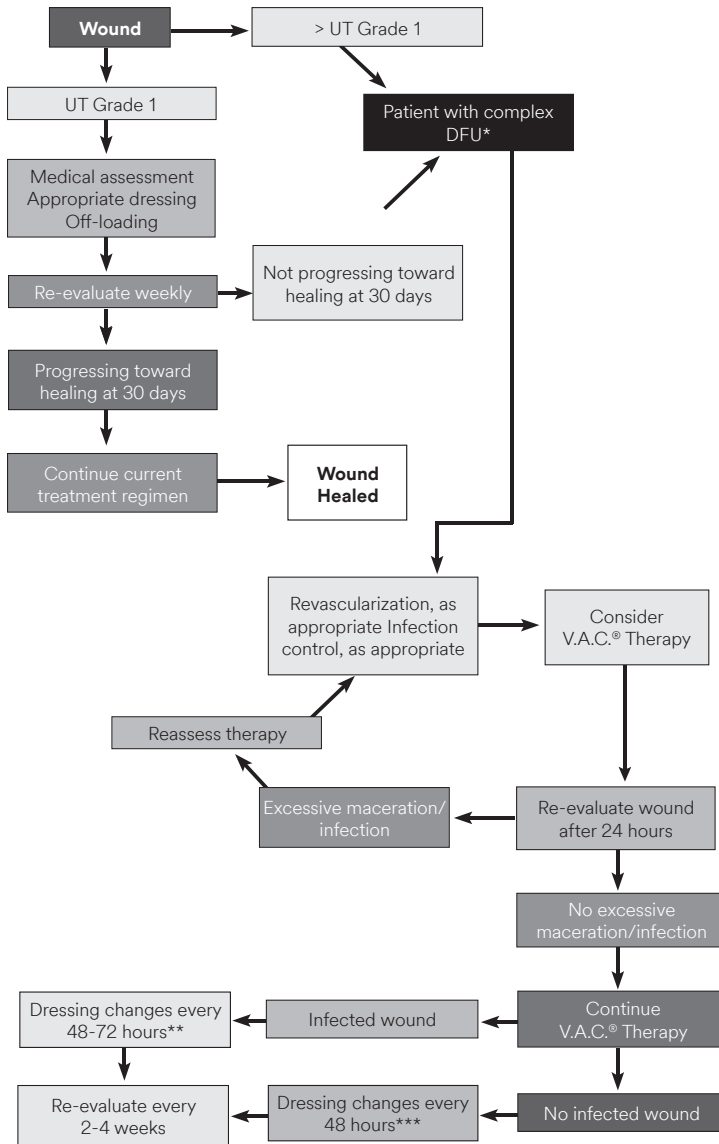 Wound
> UT Grade 1
UT Grade 1
Patient with complex
DFU*
Medical assessment
Appropriate dressing
Off-loading
Re-evaluate weekly
Not progressing toward
healing at 30 days
Progressing toward
healing at 30 days
Continue current
treatment regimen
Wound
Healed
Revascularization, as
appropriate Infection
control, as appropriate
Consider
V.A.C.® Therapy
Reassess therapy
Excessive maceration/
infection
Re-evaluate wound
after 24 hours
No excessive
maceration/infection
Dressing changes every
48-72 hours**
Infected wound
Continue
V.A.C.® Therapy
Re-evaluate every
2-4 weeks
Dressing changes every
48 hours***
No infected wound